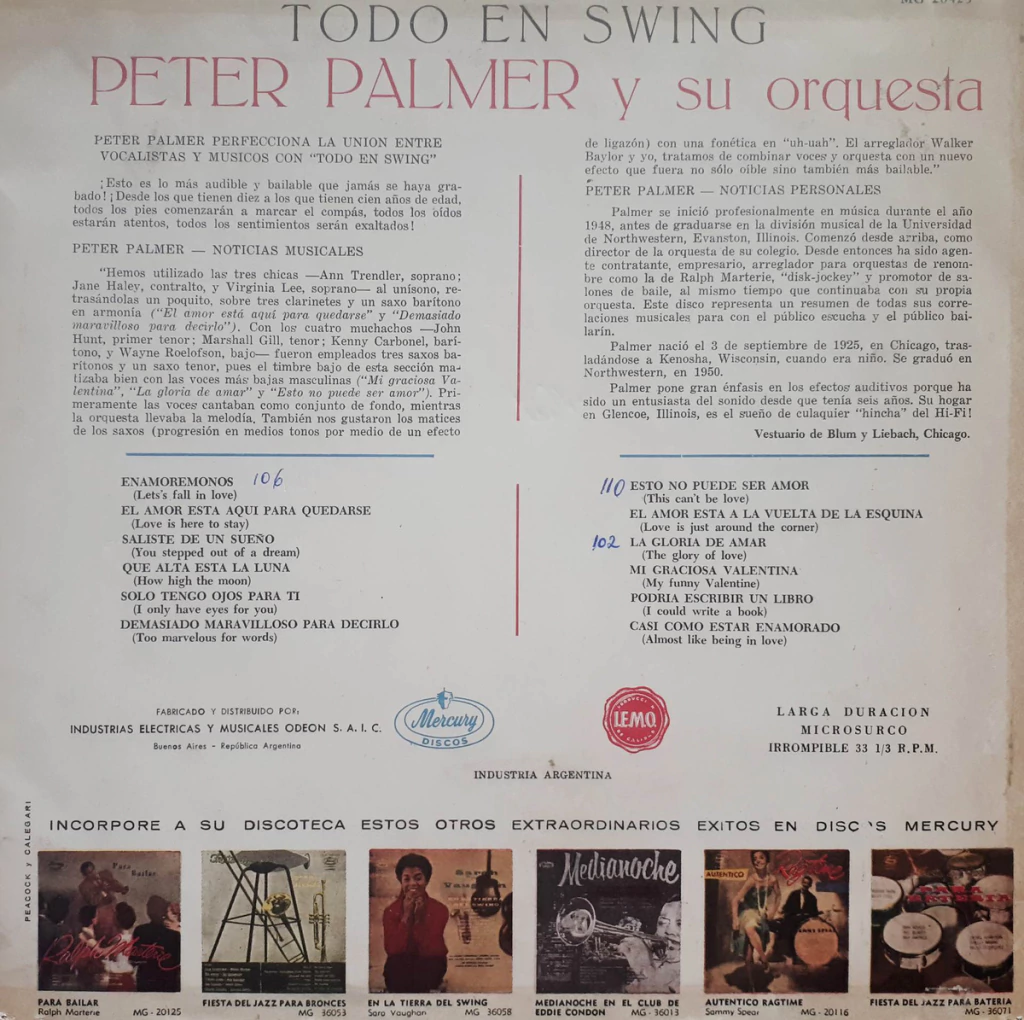 TODO EN SWING
PETER PALMER y su orquesta
PETER PALMER PERFECCIONA LA UNION ENTRE
VOCALISTAS Y MUSICOS CON "TODO EN SWING"
¡Esto es lo más audible y bailable que jamás se haya gra-
bado! ¡Desde los que tienen diez a los que tienen cien años de edad,
todos los pies comenzarán a marcar el compás, todos los oídos
estarán atentos, todos los sentimientos serán exaltados!
PETER PALMER — NOTICIAS MUSICALES
"Hemos utilizado las tres chicas —Ann Trendler, soprano;
Jane Haley, contralto, y Virginia Lee, soprano— al unísono, re-
trasándolas un poquito, sobre tres clarinetes y un saxo barítono
en armonía ("El amor está aquí para quedarse" y "Demasiado
maravilloso para decirlo"). Con los cuatro muchachos —John
Hunt, primer tenor; Marshall Gill, tenor; Kenny Carbonel, barí-
tono, y Wayne Roelofson, bajo— fueron empleados tres saxos ba-
rítonos y un saxo tenor, pues el timbre bajo de esta sección ma-
tizaba bien con las voces más bajas masculinas ("Mi graciosa Va-
lentina", "La gloria de amar" y "Esto no puede ser amor"). Pri-
meramente las voces cantaban como conjunto de fondo, mientras
la orquesta llevaba la melodía. También nos gustaron los matices
de los saxos (progresión en medios tonos por medio de un efecto
de ligazón) con una fonética en "uh-uah". El arreglador Walker
Baylor y yo, tratamos de combinar voces y orquesta con un nuevo
efecto que fuera no sólo oible sino también más bailable."
PETER PALMER — NOTICIAS PERSONALES
Palmer se inició profesionalmente en música durante el año
1948, antes de graduarse en la división musical de la Universidad
de Northwestern, Evanston, Illinois. Comenzó desde arriba, como
director de la orquesta de su colegio. Desde entonces ha sido agen-
te contratante, empresario, arreglador para orquestas de renom-
bre como la de Ralph Marterie, "disk-jockey" y promotor de sa-
lones de baile, al mismo tiempo que continuaba con su propia
orquesta. Este disco representa un resumen de todas sus corre-
laciones musicales para con el público escucha y el público bai-
larín.
Palmer nació el 3 de septiembre de 1925, en Chicago, tras-
ladándose a Kenosha, Wisconsin, cuando era niño. Se graduó en
Northwestern, en 1950.
Palmer pone gran énfasis en los efectos auditivos porque ha
sido un entusiasta del sonido desde que tenía seis años. Su hogar
en Glencoe, Illinois, es el sueño de culaquier "hincha" del Hi-Fi!
Vestuario de Blum y Liebach, Chicago.
ENAMOREMONOS 106
(Lets's fall in love)
EL AMOR ESTA AQUI PARA QUEDARSE
(Love is here to stay)
SALISTE DE UN SUEÑO
(You stepped out of a dream)
QUE ALTA ESTA LA LUNA
(How high the moon)
SOLO TENGO OJOS PARA TI
(I only have eyes for you)
DEMASIADO MARAVILLOSO PARA DECIRLO
(Too marvelous for words)
110 ESTO NO PUEDE SER AMOR
(This can't be love)
EL AMOR ESTA A LA VUELTA DE LA ESQUINA
(Love is just around the corner)
102 LA GLORIA DE AMAR
(The glory of love)
MI GRACIOSA VALENTINA
(My funny Valentine)
PODRIA ESCRIBIR UN LIBRO
(I could write a book)
CASI COMO ESTAR ENAMORADO
(Almost like being in love)
FABRICADO Y DISTRIBUIDO POR:
INDUSTRIAS ELECTRICAS Y MUSICALES ODEON S. A. I. C.
Buenos Aires - República Argentina
Mercury
DISCOS
LEMO
LARGA DURACION
MICROSURCO
IRROMPIBLE 33 1/3 R.P.M.
INDUSTRIA ARGENTINA
PEACOCK y CALEGARI
INCORPORE A SU DISCOTECA ESTOS OTROS EXTRAORDINARIOS EXITOS EN DISC'S MERCURY
Para
Bailar
Ralph Marterie
Sarah
Vaughan
Medianoche
AUTENTICO
Ragtime
PARA BAILAR
Ralph Marterie MG - 20125
FIESTA DEL JAZZ PARA BRONCES
MG 36053
EN LA TIERRA DEL SWING
Sara Vaughan MG - 36058
MEDIANOCHE EN EL CLUB DE
EDDIE CONDON MG - 36013
AUTENTICO RAGTIME
Sammy Spear MG - 20116
FIESTA DEL JAZZ PARA BATERIA
MG - 36071